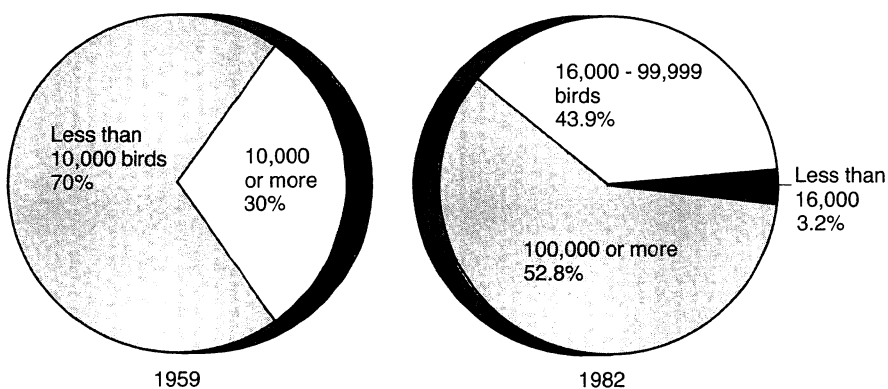 Less than
10,000 birds
70%
10,000
or more
30%
1959
16,000 - 99,999
birds
43.9%
Less than
16,000
3.2%
100,000 or more
52.8%
1982